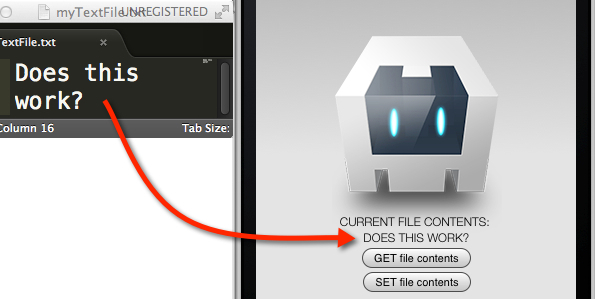 myTextFile.txt UNREGISTERED
TextFile.txt ×
Does this
work?
Column 16 Tab Size:
CURRENT FILE CONTENTS:
DOES THIS WORK?
GET file contents
SET file contents